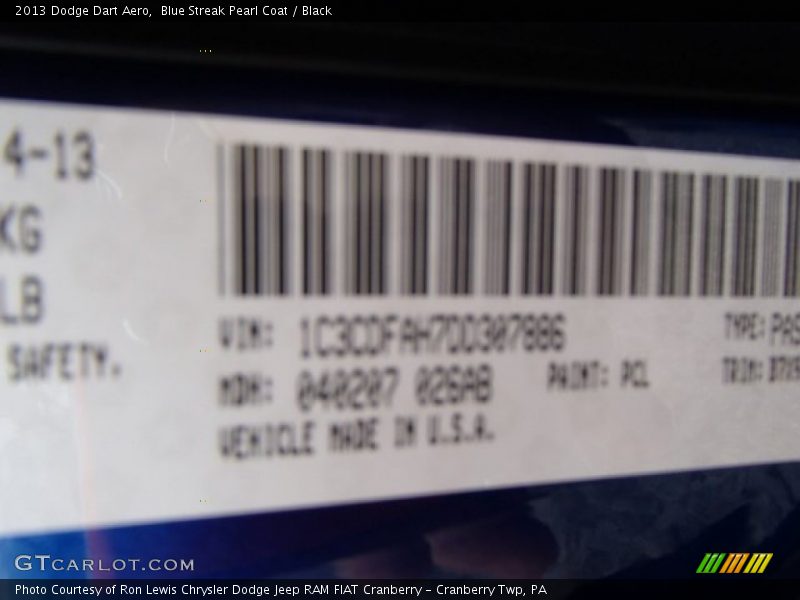 2013 Dodge Dart Aero,  Blue Streak Pearl Coat / Black
4-13
KG
LB
SAFETY.
VIN: 1C3CDFAH7DD307886
TYPE: PAS
MDH: 040207 026AB
PAINT: PCL
TRIM:
VEHICLE MADE IN U.S.A.
GTCARLOT.COM
Photo Courtesy of Ron Lewis Chrysler Dodge Jeep RAM FIAT Cranberry - Cranberry Twp, PA